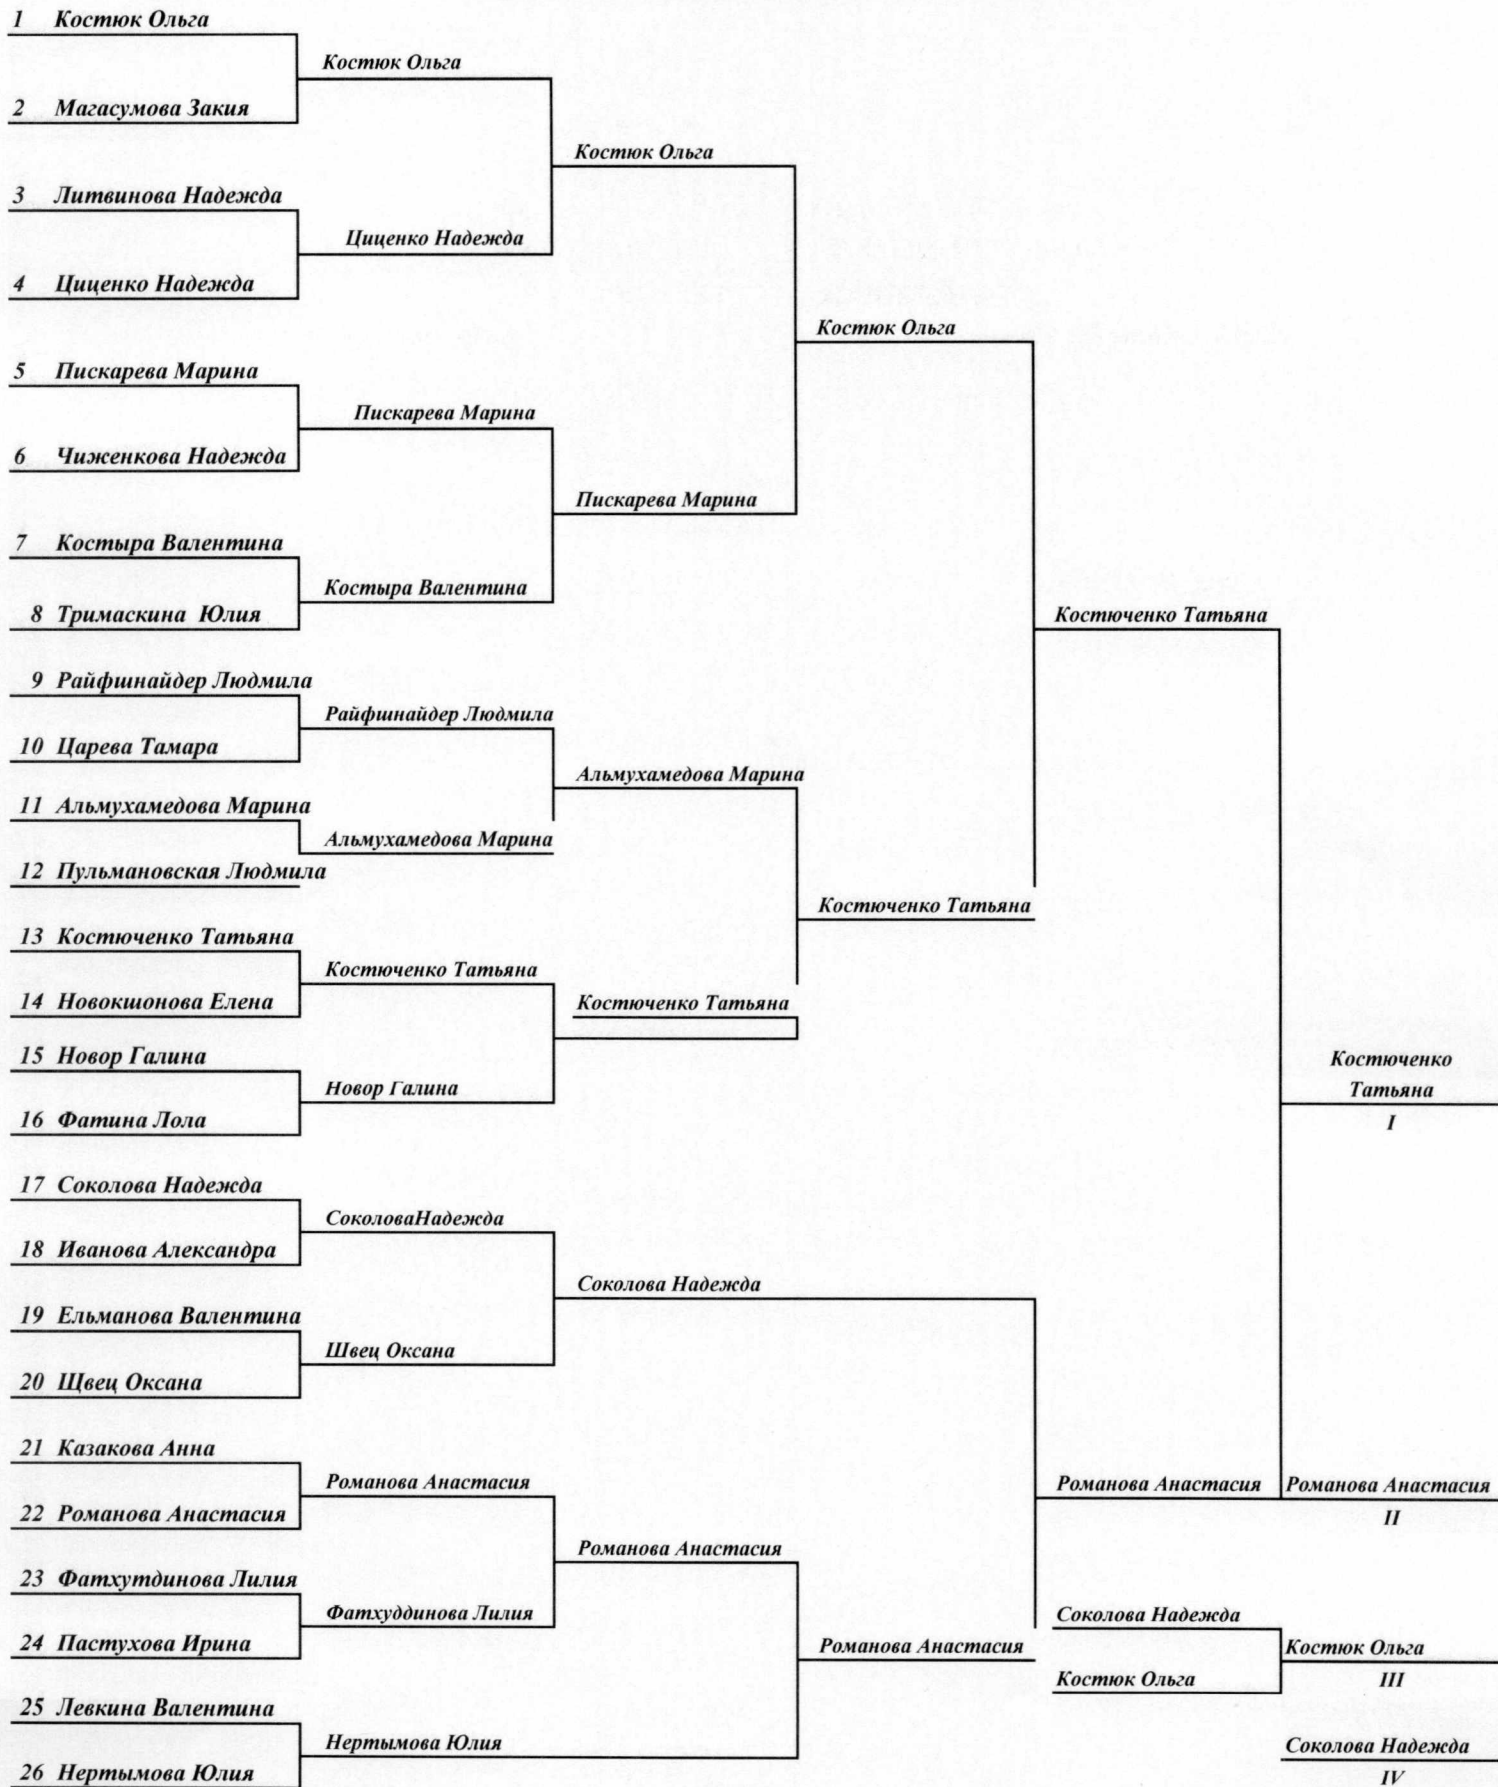 1 Костюк Ольга
Костюк Ольга
2 Магасумова Закия
Костюк Ольга
3 Литвинова Надежда
Циценко Надежда
4 Циценко Надежда
Костюк Ольга
5 Пискарева Марина
Пискарева Марина
6 Чиженкова Надежда
Пискарева Марина
7 Костыра Валентина
Костыра Валентина
8 Тримаскина Юлия
Костюченко Татьяна
9 Райфшнайдер Людмила
Райфшнайдер Людмила
10 Царева Тамара
Альмухамедова Марина
11 Альмухамедова Марина
Альмухамедова Марина
12 Пульмановская Людмила
Костюченко Татьяна
13 Костюченко Татьяна
Костюченко Татьяна
14 Новокшонова Елена
Костюченко Татьяна
15 Новор Галина
Костюченко
Татьяна
I
Новор Галина
16 Фатина Лола
17 Соколова Надежда
СоколоваНадежда
18 Иванова Александра
Соколова Надежда
19 Ельманова Валентина
Швец Оксана
20 Щвец Оксана
21 Казакова Анна
Романова Анастасия
Романова Анастасия
Романова Анастасия
II
22 Романова Анастасия
Романова Анастасия
23 Фатхутдинова Лилия
Фатхуддинова Лилия
Соколова Надежда
24 Пастухова Ирина
Романова Анастасия
Костюк Ольга
III
Костюк Ольга
25 Левкина Валентина
Нертымова Юлия
Соколова Надежда
IV
26 Нертымова Юлия